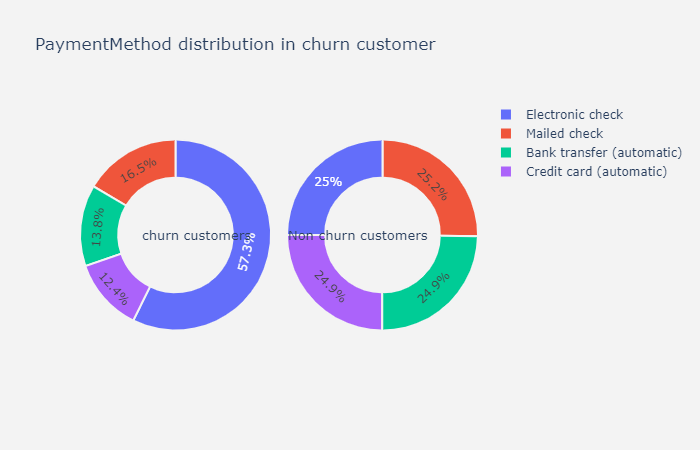 PaymentMethod distribution in churn customer
Electronic check
Mailed check
Bank transfer (automatic)
Credit card (automatic)
16.5%
13.8%
12.4%
57.3%
churn customers
25%
25.2%
24.9%
24.9%
Non churn customers